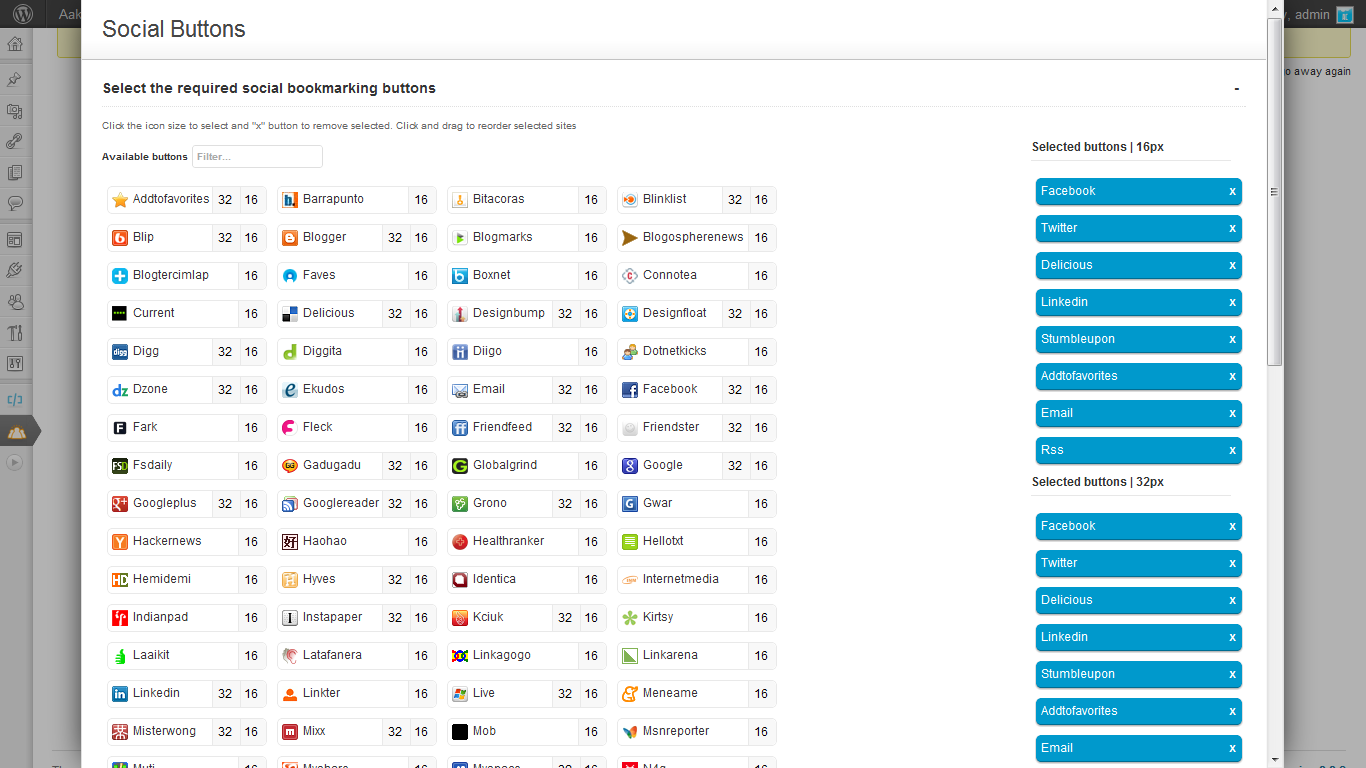 Aak
y, admin
Social Buttons
o away again
Select the required social bookmarking buttons -
Click the icon size to select and "x" button to remove selected. Click and drag to reorder selected sites
Available buttons Filter...
Addtofavorites 32 16 Barrapunto 16 Bitacoras 16 Blinklist 32 16
Blip 32 16 Blogger 32 16 Blogmarks 16 Blogospherenews 16
Blogtercimlap 16 Faves 16 Boxnet 16 Connotea 16
Current 16 Delicious 32 16 Designbump 32 16 Designfloat 32 16
Digg 32 16 Diggita 16 Diigo 16 Dotnetkicks 16
Dzone 32 16 Ekudos 16 Email 32 16 Facebook 32 16
Fark 16 Fleck 16 Friendfeed 32 16 Friendster 32 16
Fsdaily 16 Gadugadu 32 16 Globalgrind 16 Google 32 16
Googleplus 32 16 Googlereader 32 16 Grono 32 16 Gwar 16
Hackernews 16 Haohao 16 Healthranker 16 Hellotxt 16
Hemidemi 16 Hyves 32 16 Identica 16 Internetmedia 16
Indianpad 16 Instapaper 32 16 Kciuk 32 16 Kirtsy 16
Laaikit 16 Latafanera 16 Linkagogo 16 Linkarena 16
Linkedin 32 16 Linkter 16 Live 32 16 Meneame 16
Misterwong 32 16 Mixx 32 16 Mob 16 Msnreporter 16
Selected buttons | 16px
Facebook x
Twitter x
Delicious x
Linkedin x
Stumbleupon x
Addtofavorites x
Email x
Rss x
Selected buttons | 32px
Facebook x
Twitter x
Delicious x
Linkedin x
Stumbleupon x
Addtofavorites x
Email x